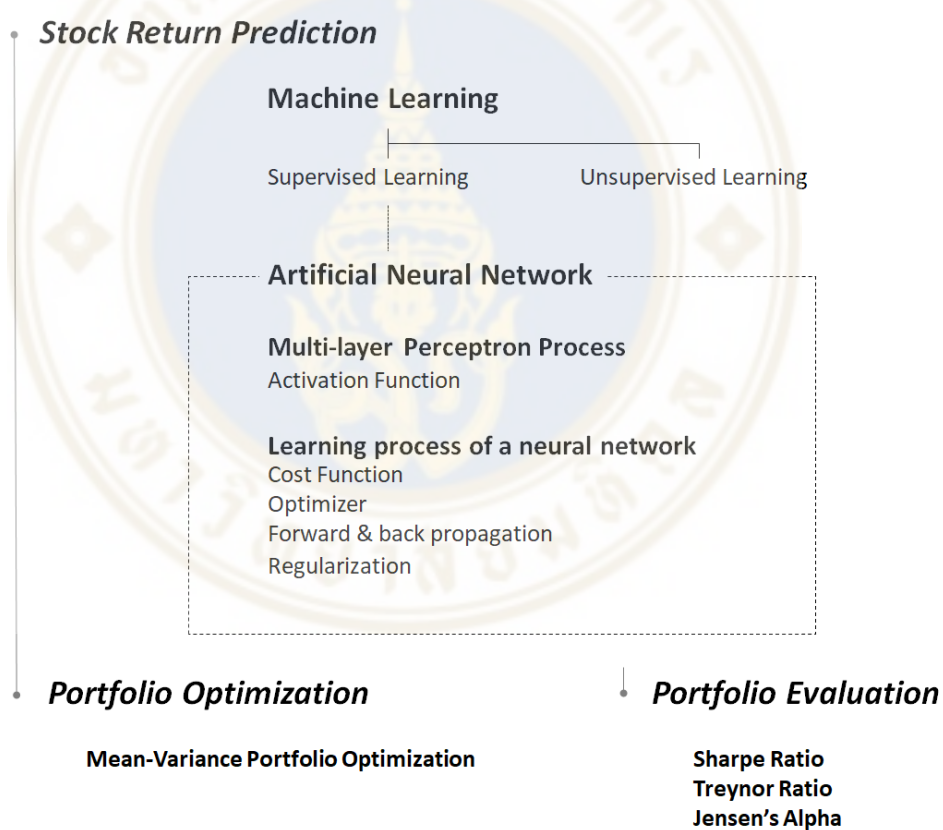 Stock Return Prediction
Machine Learning
Supervised Learning
Unsupervised Learning
Artificial Neural Network
Multi-layer Perceptron Process
Activation Function
Learning process of a neural network
Cost Function
Optimizer
Forward & back propagation
Regularization
Portfolio Optimization
Portfolio Evaluation
Mean-Variance Portfolio Optimization
Sharpe Ratio
Treynor Ratio
Jensen's Alpha